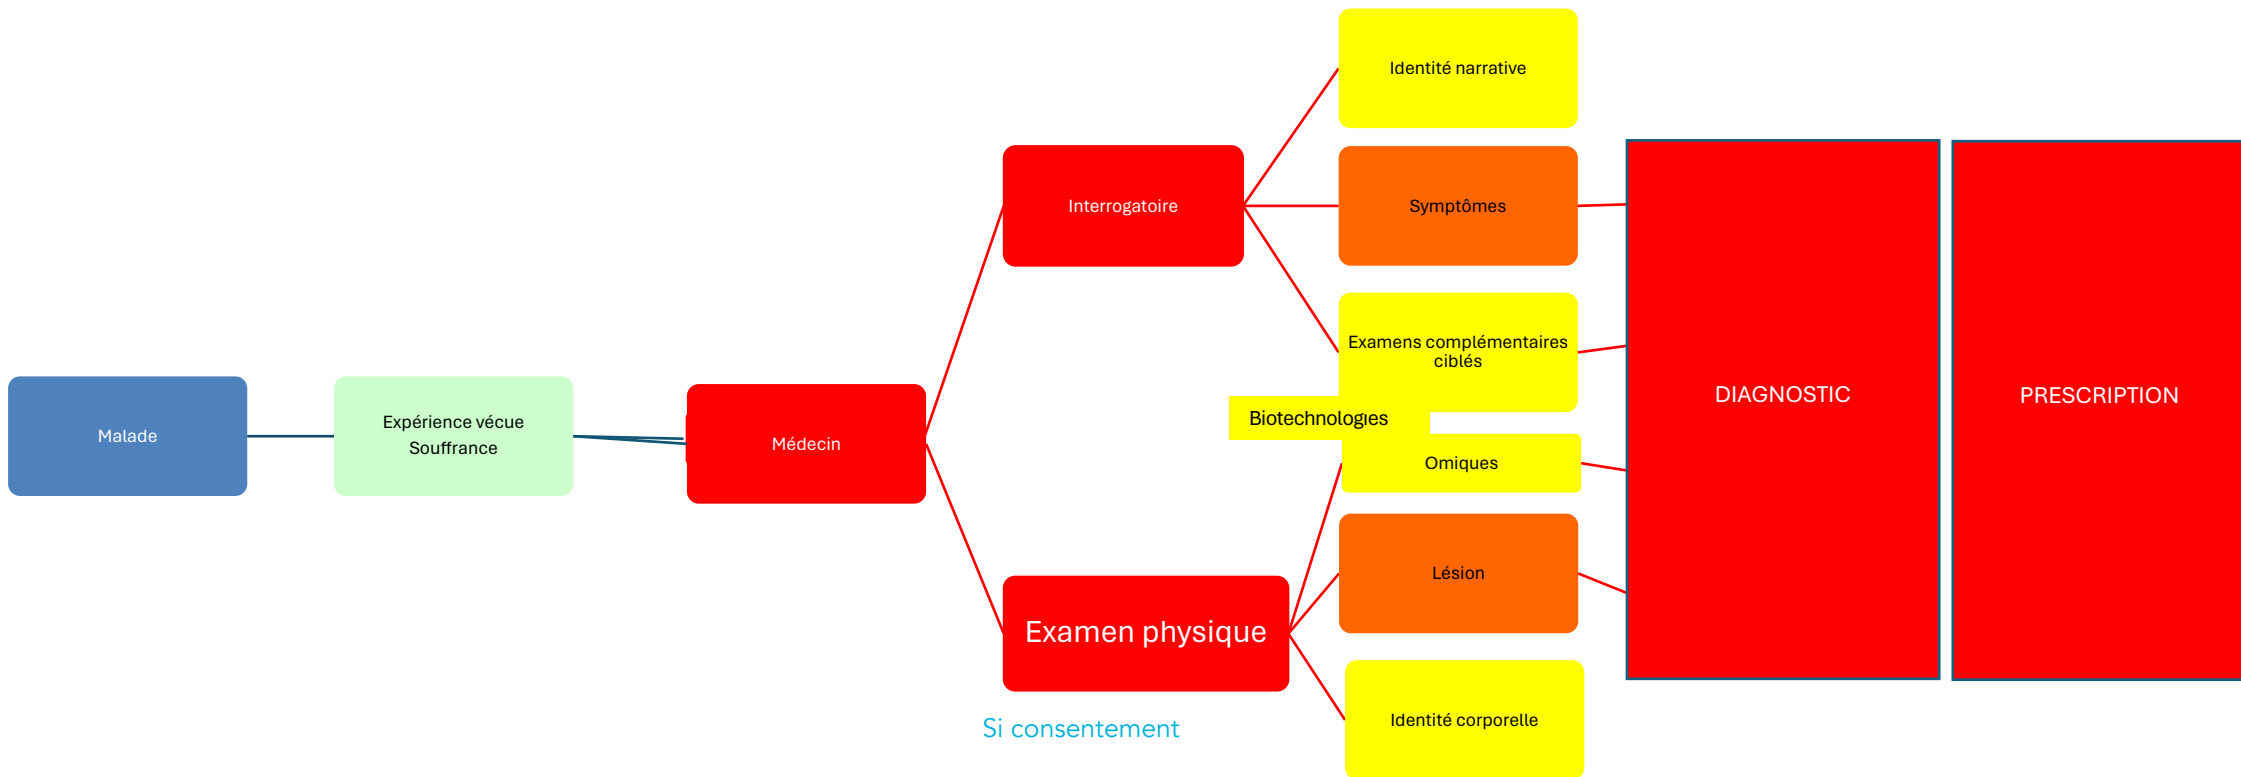 Malade
Expérience vécue
Souffrance
Médecin
Interrogatoire
Examen physique
Si consentement
Identité narrative
Symptômes
Examens complémentaires
ciblés
Biotechnologies
Omiques
Lésion
Identité corporelle
DIAGNOSTIC
PRESCRIPTION